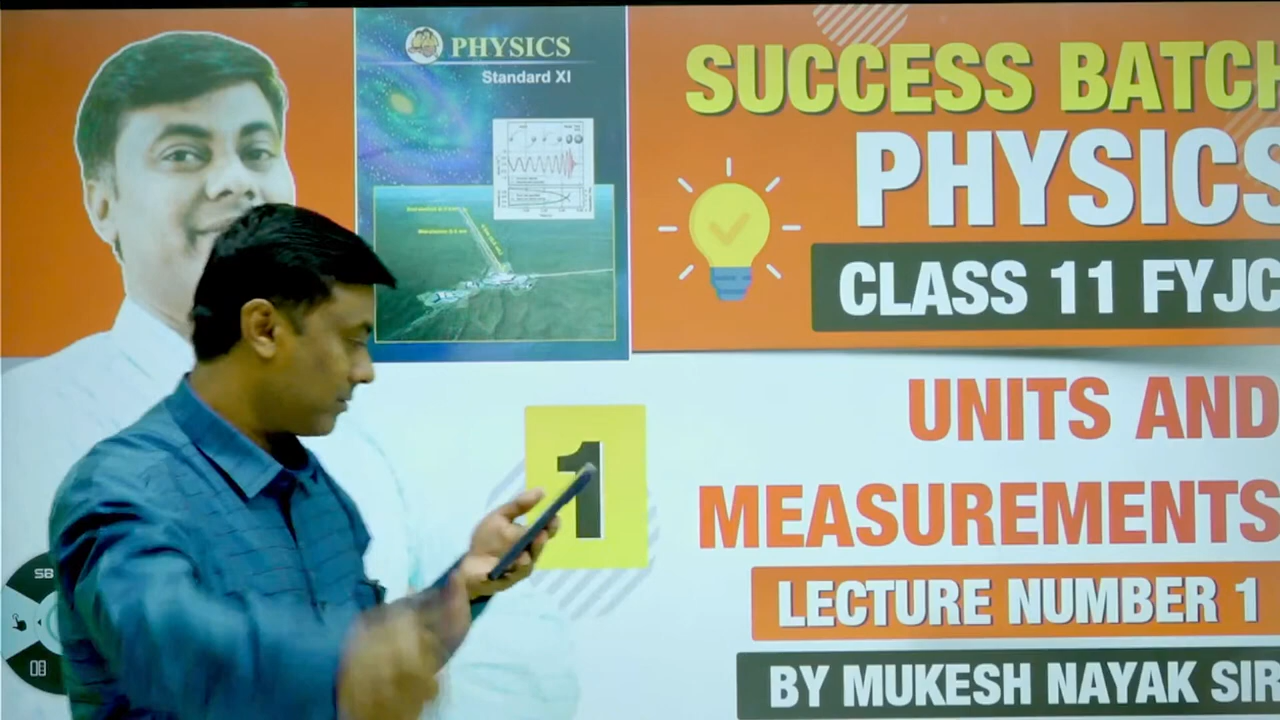 PHYSICS
Standard XI
SUCCESS BATCH
PHYSICS
CLASS 11 FYJC
UNITS AND
1
MEASUREMENTS
LECTURE NUMBER 1
BY MUKESH NAYAK SIR
SB